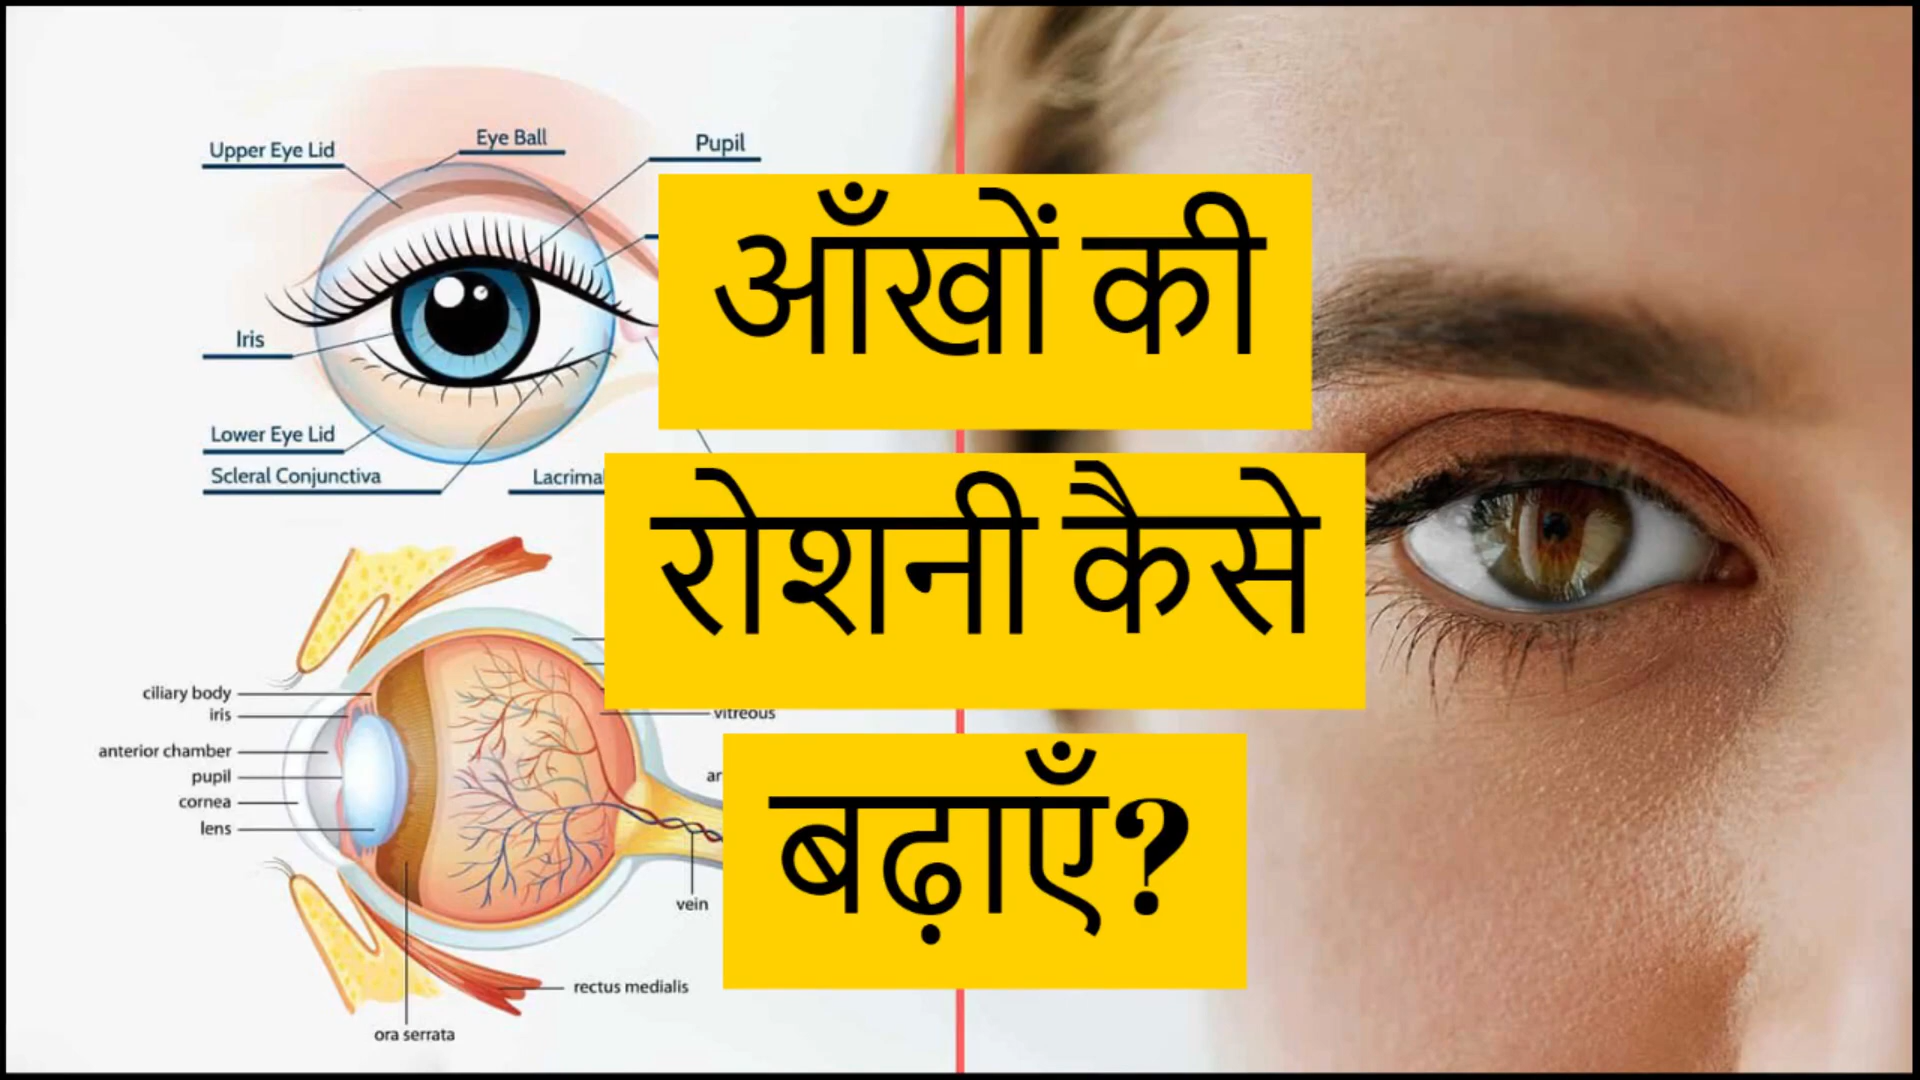 Upper Eye Lid
Eye Ball
Pupil
Iris
Lower Eye Lid
Scleral Conjunctiva
आँखों की
रोशनी कैसे
बढ़ाएँ?
ciliary body
iris
anterior chamber
pupil
cornea
lens
vitreous
vein
rectus medialis
ora serrata